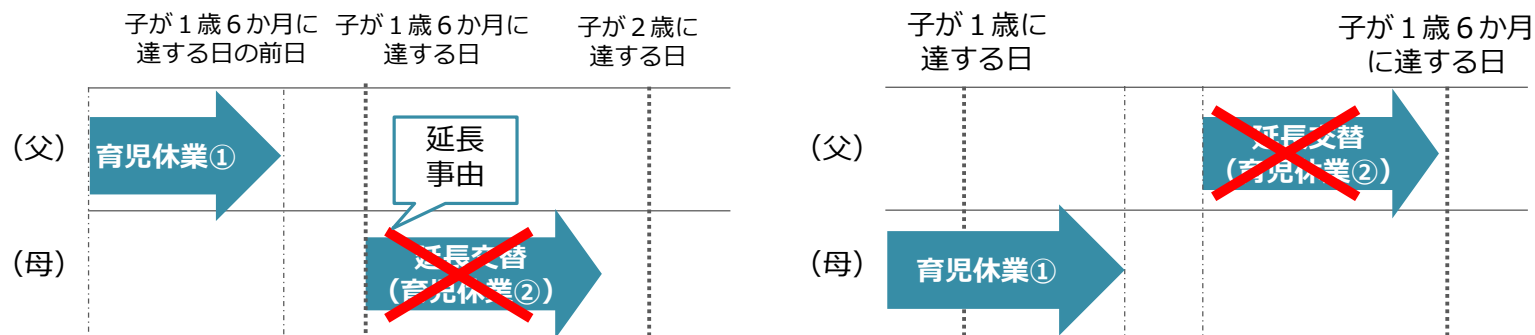 子が１歳６か月に
達する日の前日
子が１歳６か月に
達する日
子が２歳に
達する日
（父）
育児休業①
延長
事由
（母）
延長交替
（育児休業②）
子が１歳に
達する日
子が１歳６か月
に達する日
（父）
延長交替
（育児休業②）
（母）
育児休業①